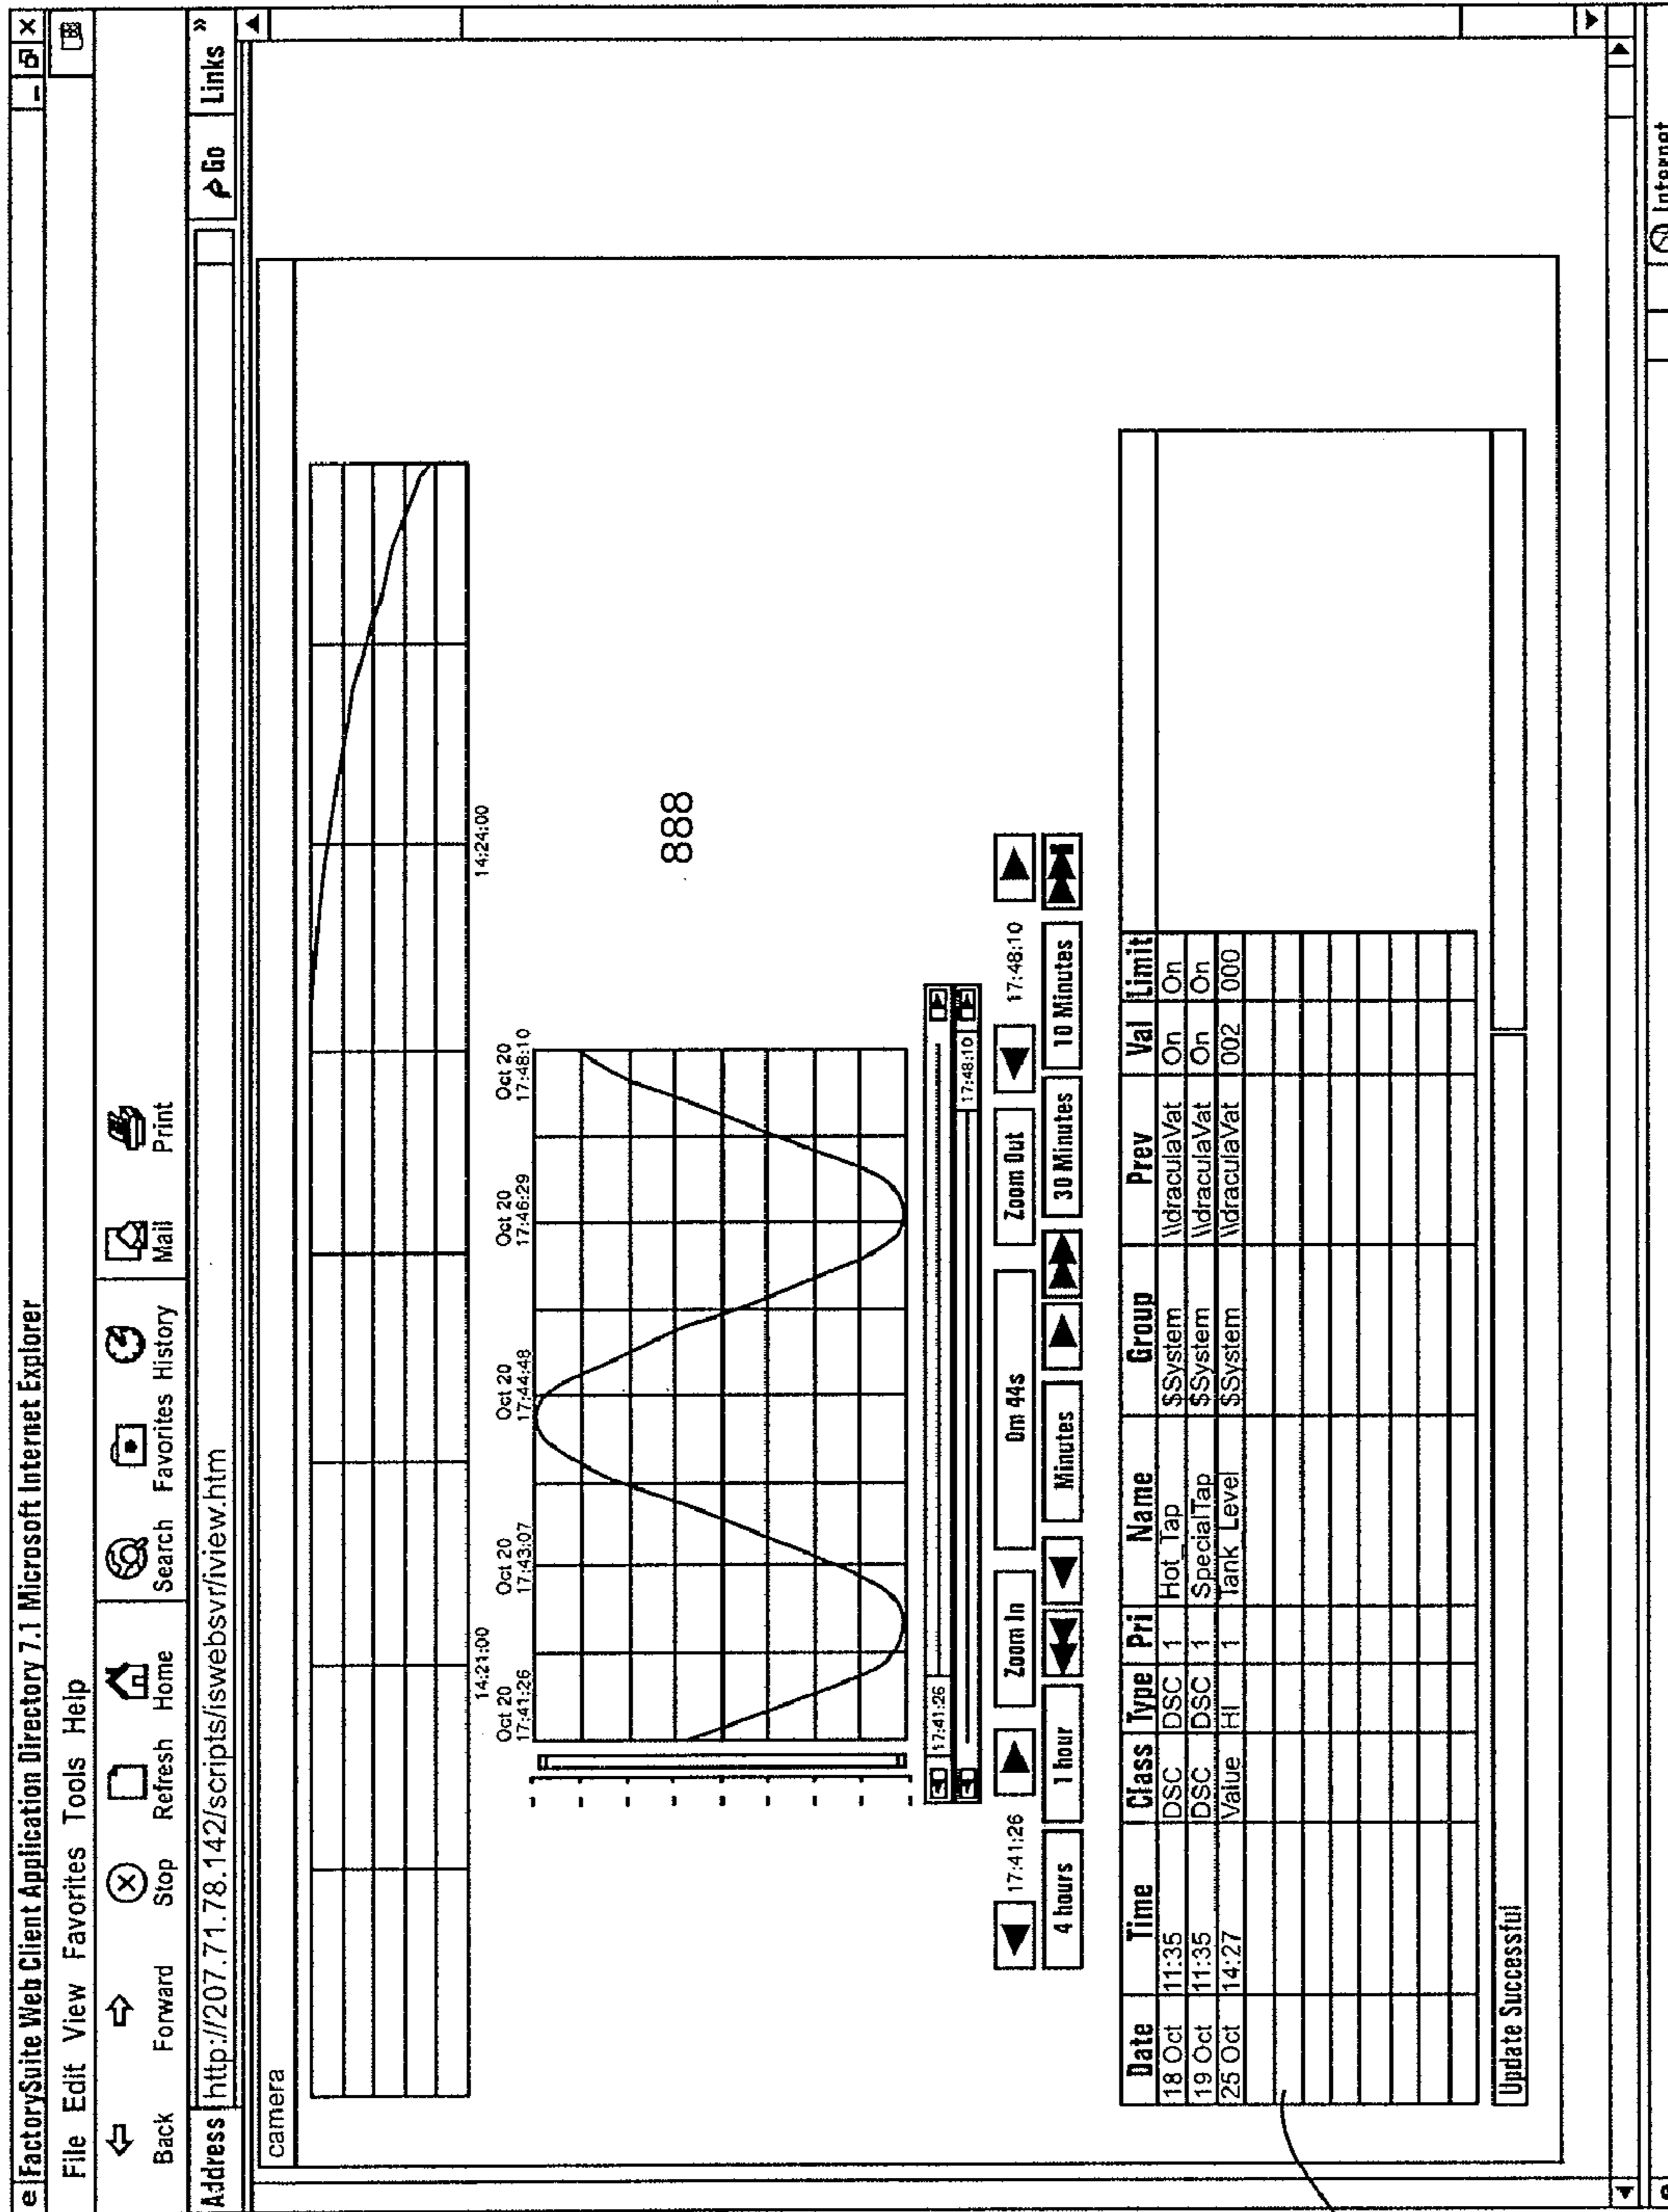 e FactorySuite Web Client Application Directory 7.1 Microsoft Internet Explorer
File Edit View Favorites Tools Help
Back Forward Stop Refresh Home Search Favorites History Mail Print
Address http://207.71.78.142/scripts/iswebsvr/iview.htm Go Links »
camera
14:21:00 14:24:00
Oct 20 Oct 20 Oct 20 Oct 20 Oct 20
17:41:26 17:43:07 17:44:48 17:46:29 17:48:10
888
17:41:26
17:48:10
17:41:26 Zoom In 0m 44s Zoom Out 17:48:10
4 hours 1 hour Minutes 30 Minutes 10 Minutes
Date Time Class Type Pri Name Group Prev Val Limit
18 Oct 11:35 DSC DSC 1 Hot_Tap $System \\draculaVat On On
19 Oct 11:35 DSC DSC 1 SpecialTap $System \\draculaVat On On
25 Oct 14:27 Value HI 1 Tank Level $System \\draculaVat 002 000
Update Successful
Internet